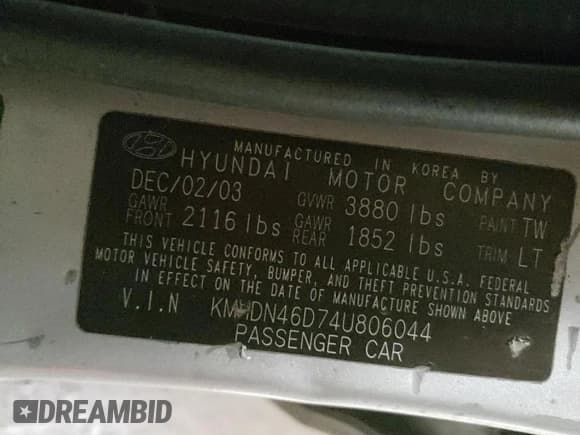 MANUFACTURED IN KOREA BY
HYUNDAI MOTOR COMPANY
DEC/02/03 GVWR 3880 lbs PAINT TW
GAWR FRONT 2116 lbs GAWR REAR 1852 lbs TRIM LT
THIS VEHICLE CONFORMS TO ALL APPLICABLE U.S.A. FEDERAL
MOTOR VEHICLE SAFETY, BUMPER, AND THEFT PREVENTION STANDARDS
IN EFFECT ON THE DATE OF MANUFACTURE SHOWN ABOVE.
V.I.N KMHDN46D74U806044
PASSENGER CAR
DREAMBID